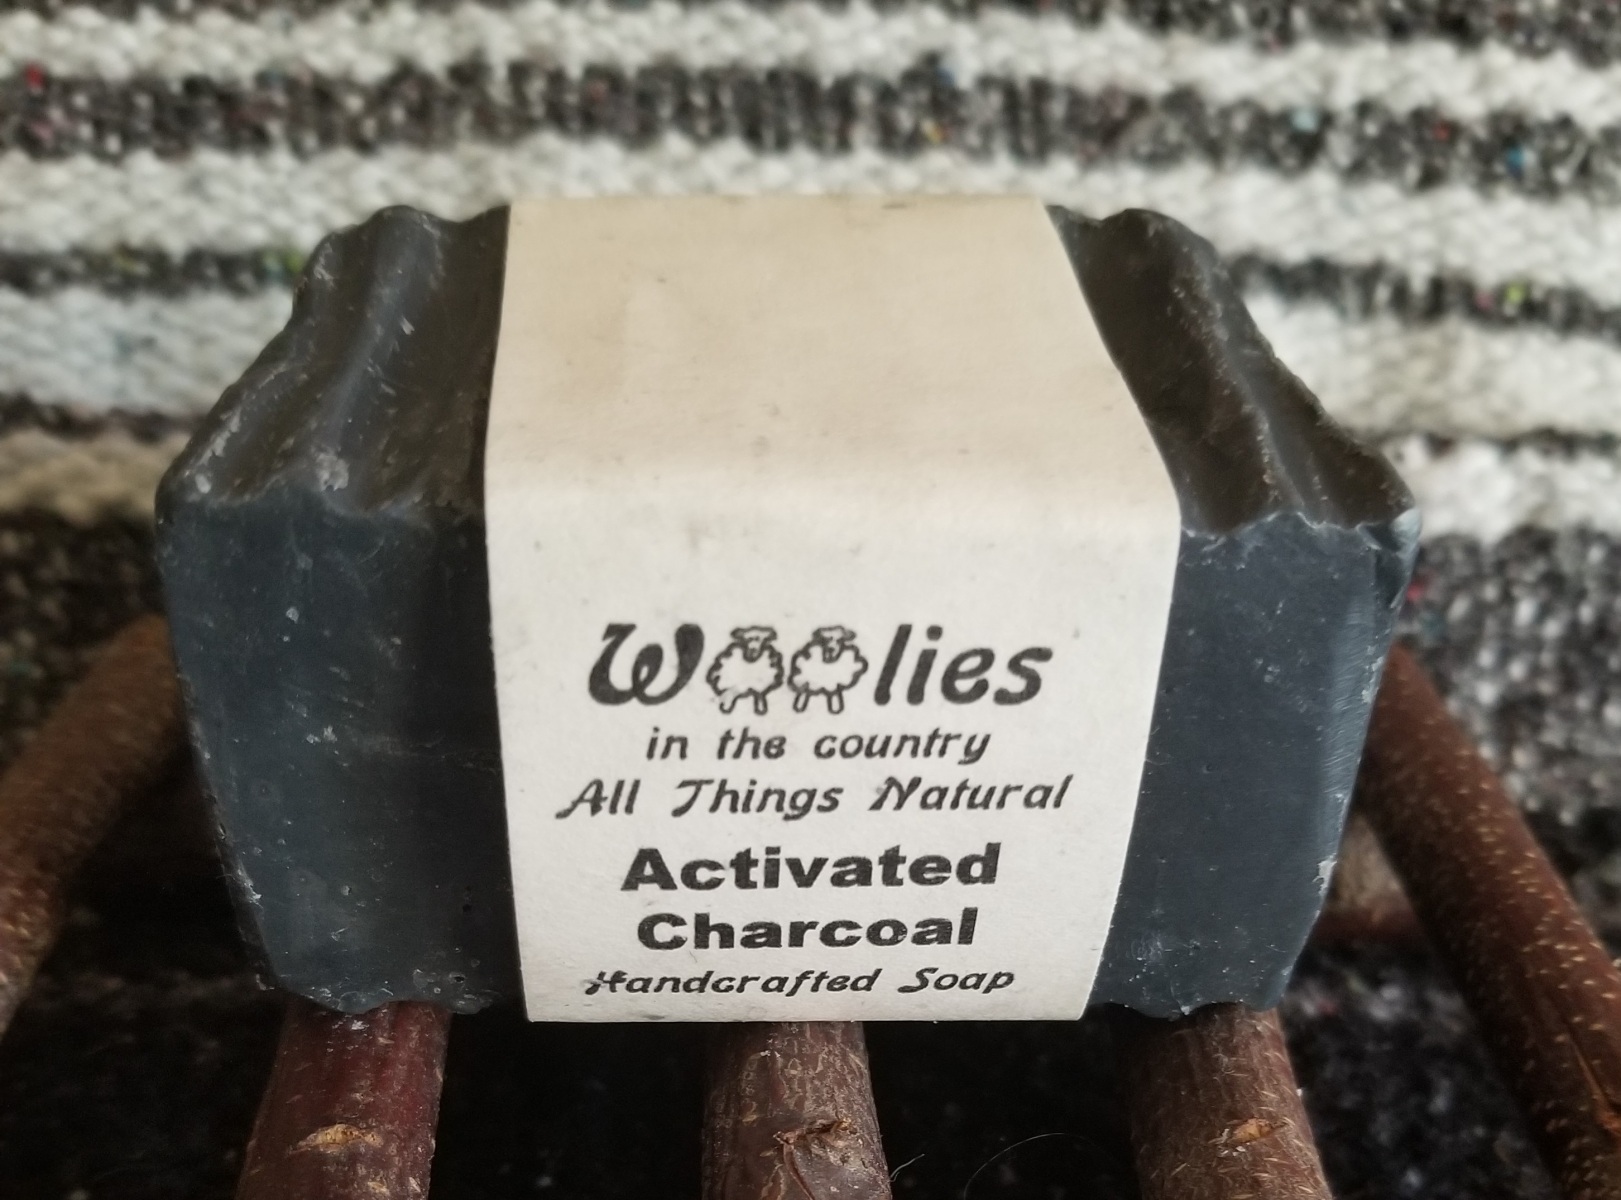 Woolies
in the country
All Things Natural
Activated
Charcoal
Handcrafted Soap